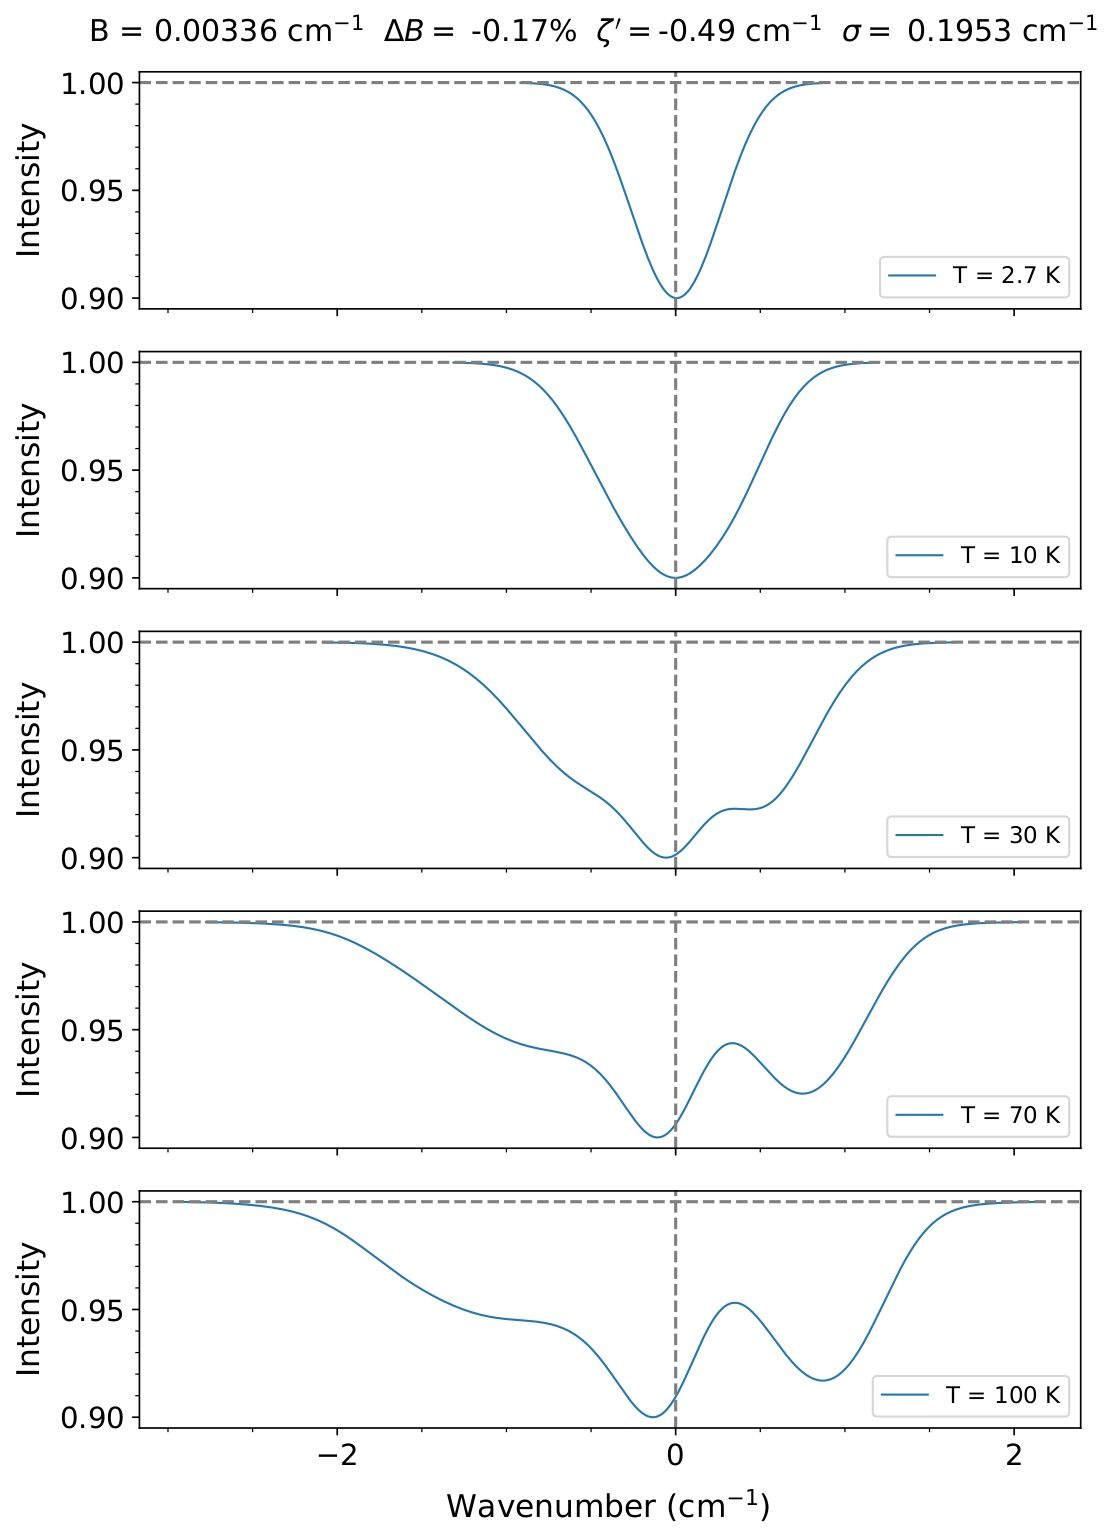 B = 0.00336 cm⁻¹ ΔB = -0.17% ζ′ = -0.49 cm⁻¹ σ = 0.1953 cm⁻¹
1.00
0.95
0.90
Intensity
T = 2.7 K
1.00
0.95
0.90
Intensity
T = 10 K
1.00
0.95
0.90
Intensity
T = 30 K
1.00
0.95
0.90
Intensity
T = 70 K
1.00
0.95
0.90
Intensity
T = 100 K
−2 0 2
Wavenumber (cm⁻¹)